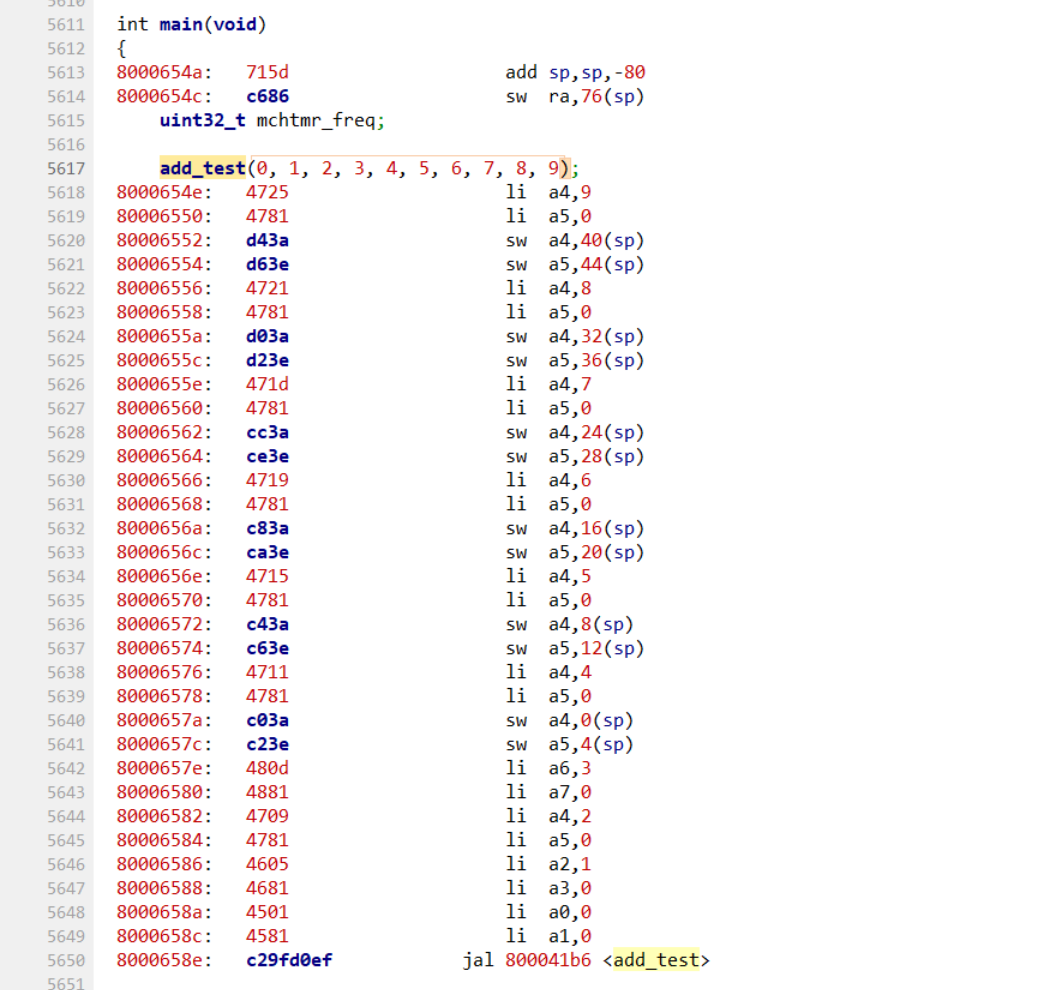 5610
5611 int main(void)
5612 {
5613 8000654a: 715d add sp,sp,-80
5614 8000654c: c686 sw ra,76(sp)
5615 uint32_t mchtmr_freq;
5616
5617 add_test(0, 1, 2, 3, 4, 5, 6, 7, 8, 9);
5618 8000654e: 4725 li a4,9
5619 80006550: 4781 li a5,0
5620 80006552: d43a sw a4,40(sp)
5621 80006554: d63e sw a5,44(sp)
5622 80006556: 4721 li a4,8
5623 80006558: 4781 li a5,0
5624 8000655a: d03a sw a4,32(sp)
5625 8000655c: d23e sw a5,36(sp)
5626 8000655e: 471d li a4,7
5627 80006560: 4781 li a5,0
5628 80006562: cc3a sw a4,24(sp)
5629 80006564: ce3e sw a5,28(sp)
5630 80006566: 4719 li a4,6
5631 80006568: 4781 li a5,0
5632 8000656a: c83a sw a4,16(sp)
5633 8000656c: ca3e sw a5,20(sp)
5634 8000656e: 4715 li a4,5
5635 80006570: 4781 li a5,0
5636 80006572: c43a sw a4,8(sp)
5637 80006574: c63e sw a5,12(sp)
5638 80006576: 4711 li a4,4
5639 80006578: 4781 li a5,0
5640 8000657a: c03a sw a4,0(sp)
5641 8000657c: c23e sw a5,4(sp)
5642 8000657e: 480d li a6,3
5643 80006580: 4881 li a7,0
5644 80006582: 4709 li a4,2
5645 80006584: 4781 li a5,0
5646 80006586: 4605 li a2,1
5647 80006588: 4681 li a3,0
5648 8000658a: 4501 li a0,0
5649 8000658c: 4581 li a1,0
5650 8000658e: c29fd0ef jal 800041b6 <add_test>
5651